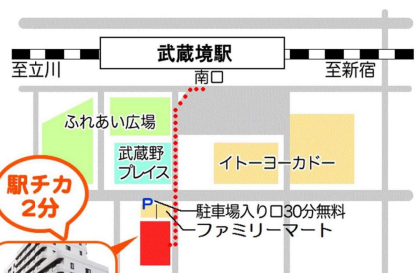 武蔵境駅
至立川
南口
至新宿
ふれあい広場
武蔵野
プレイス
イトーヨーカドー
駅チカ
2分
P
駐車場入り口30分無料
ファミリーマート